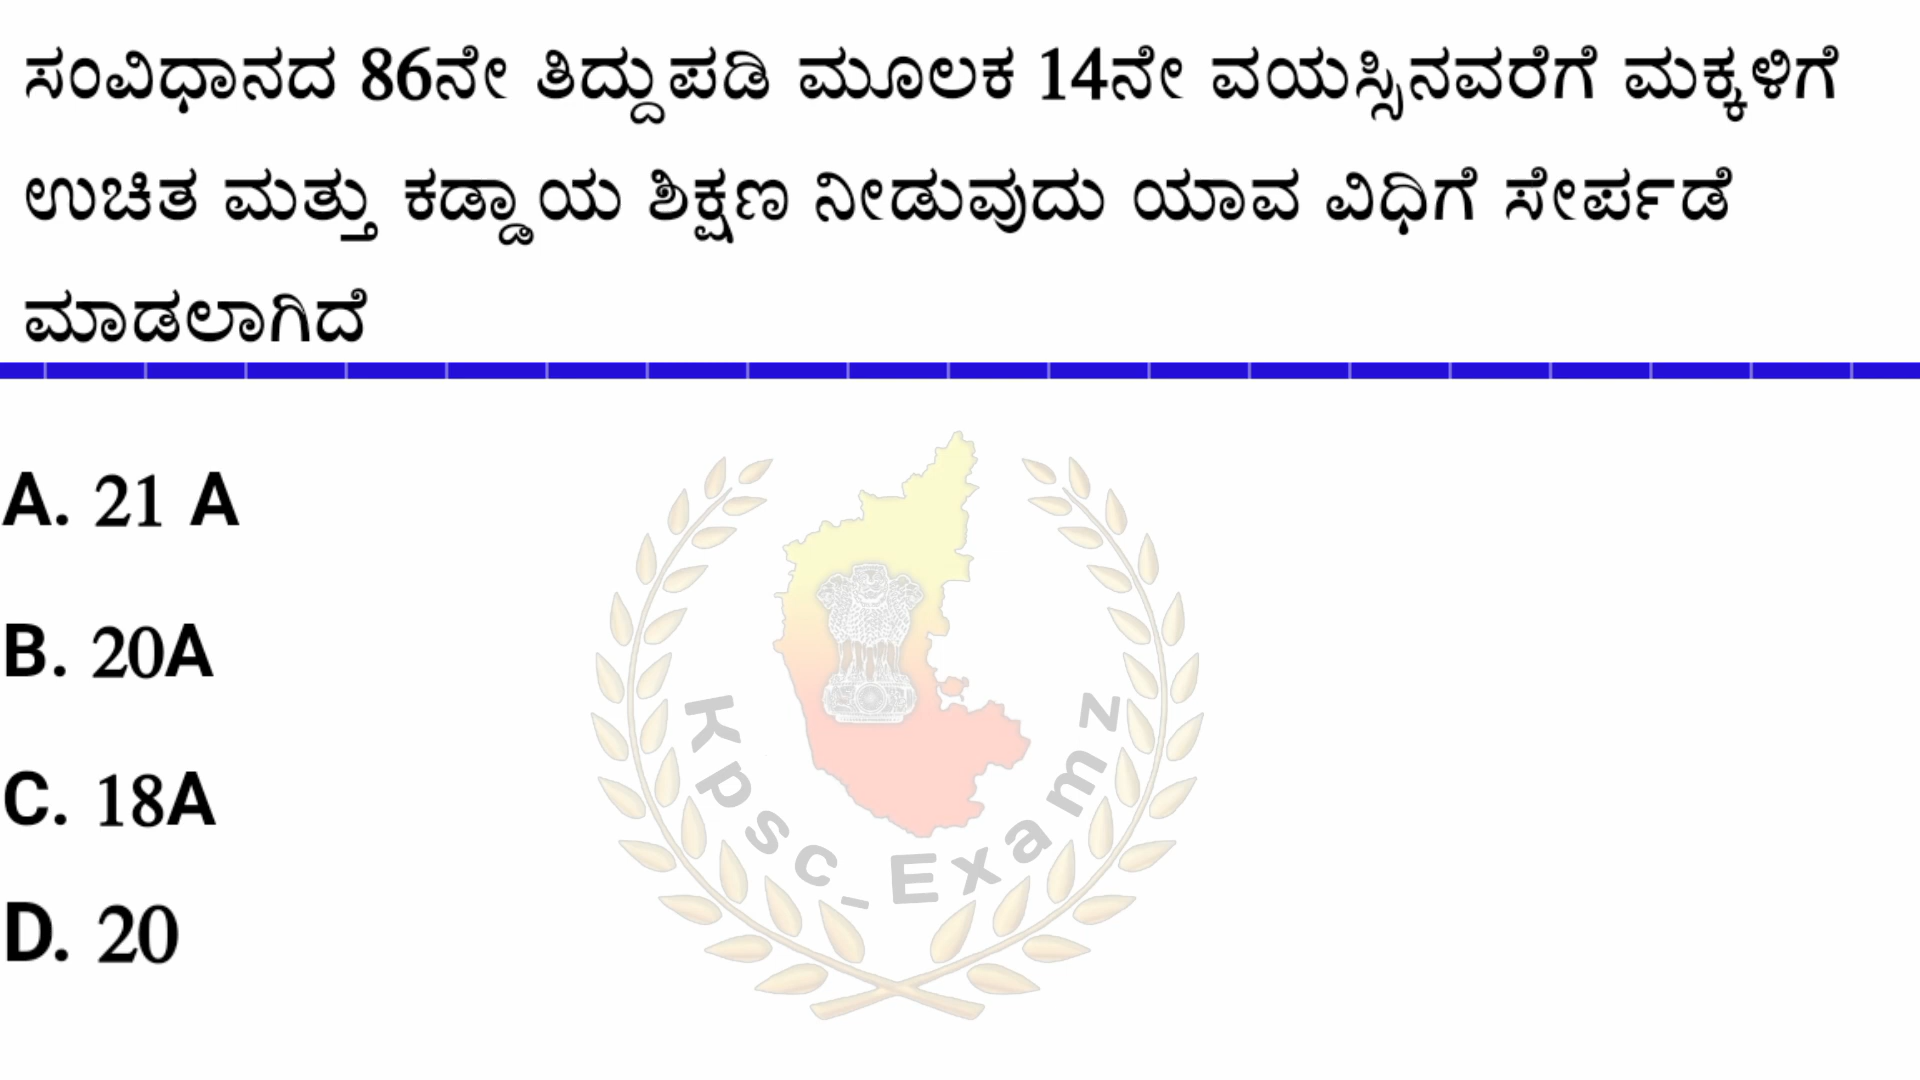 ಸಂವಿಧಾನದ 86ನೇ ತಿದ್ದುಪಡಿ ಮೂಲಕ 14ನೇ ವಯಸ್ಸಿನವರೆಗೆ ಮಕ್ಕಳಿಗೆ
ಉಚಿತ ಮತ್ತು ಕಡ್ಡಾಯ ಶಿಕ್ಷಣ ನೀಡುವುದು ಯಾವ ವಿಧಿಗೆ ಸೇರ್ಪಡೆ
ಮಾಡಲಾಗಿದೆ
A. 21 A
B. 20A
C. 18A
D. 20
Kpsc_Examz